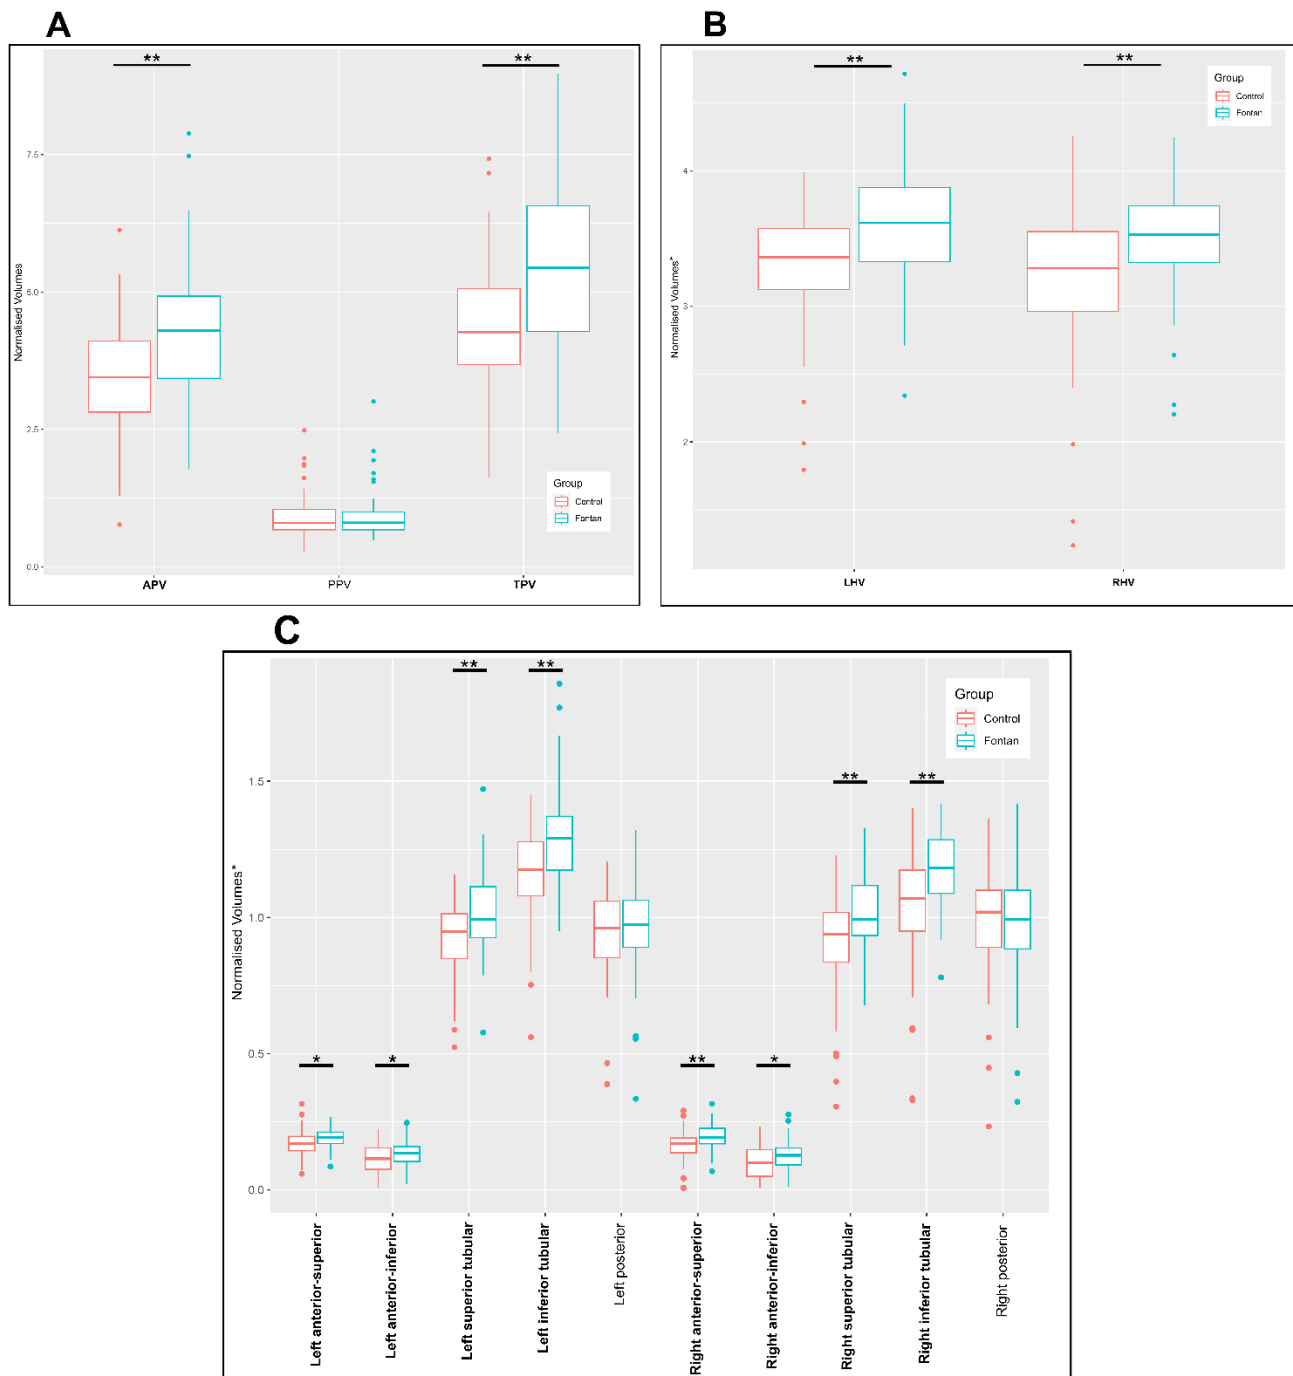 A
**
**
7.5
5.0
2.5
0.0
Normalised Volumes
Group
Control
Fontan
APV
PPV
TPV
B
**
**
Group
Control
Fontan
4
3
2
Normalised Volumes*
LHV
RHV
C
**
**
Group
Control
Fontan
**
**
*
*
**
*
1.5
1.0
0.5
0.0
Normalised Volumes*
Left anterior-superior
Left anterior-inferior
Left superior tubular
Left inferior tubular
Left posterior
Right anterior-superior
Right anterior-inferior
Right superior tubular
Right inferior tubular
Right posterior